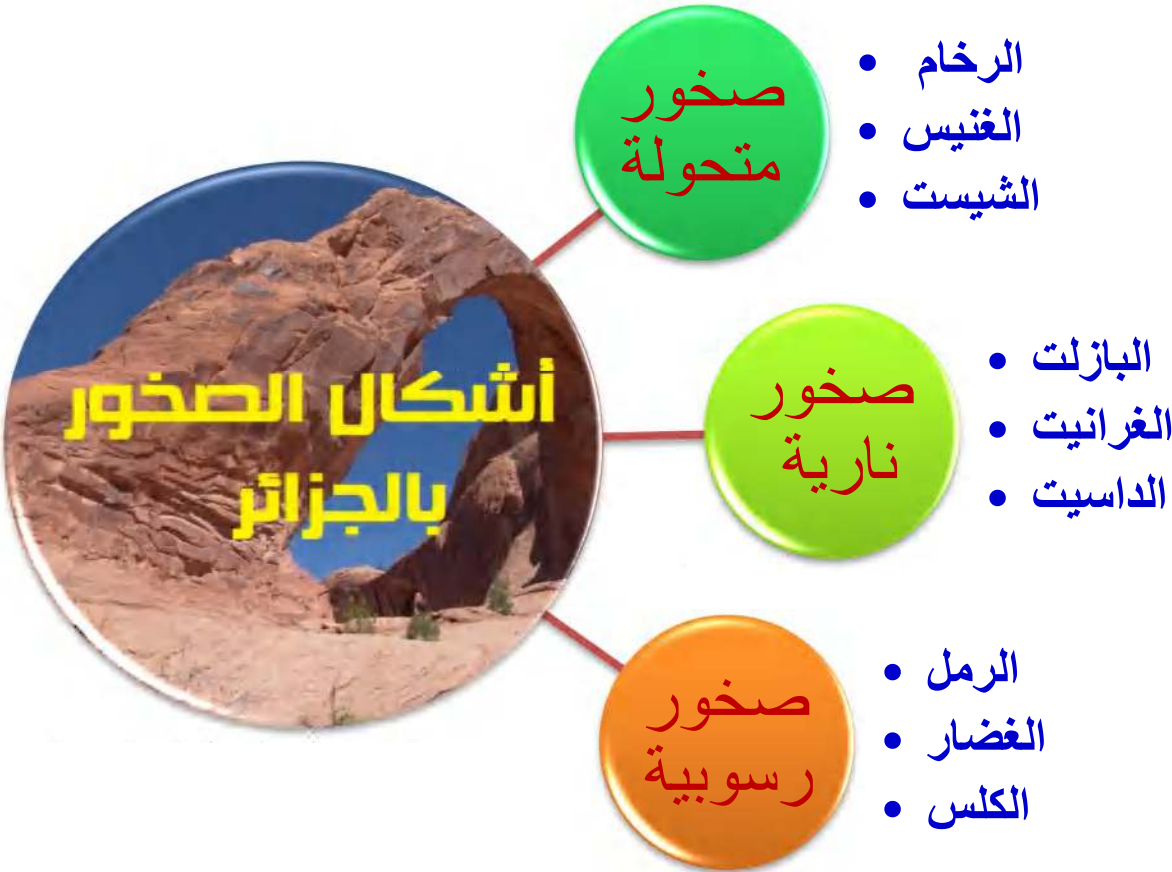 أشكال الصخور
بالجزائر
صخور
متحولة
• الرخام
• الغنيس
• الشيست
صخور
نارية
• البازلت
• الغرانيت
• الداسيت
صخور
رسوبية
• الرمل
• الغضار
• الكلس